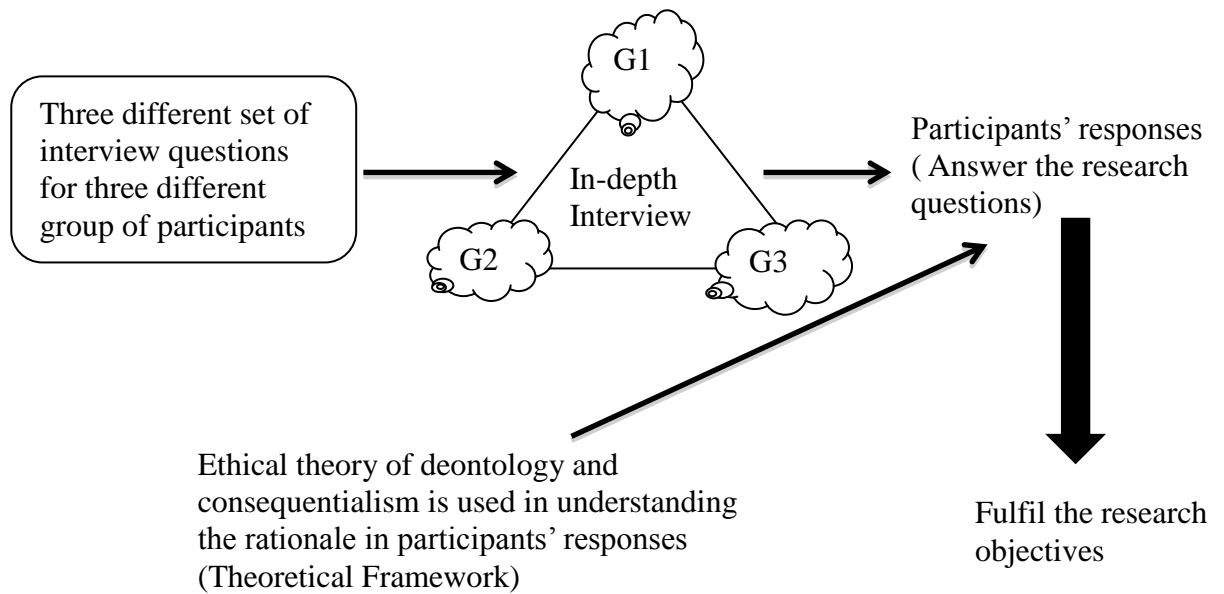 Three different set of
interview questions
for three different
group of participants
G1
In-depth
Interview
G2
G3
Participants’ responses
( Answer the research
questions)
Ethical theory of deontology and
consequentialism is used in understanding
the rationale in participants’ responses
(Theoretical Framework)
Fulfil the research
objectives